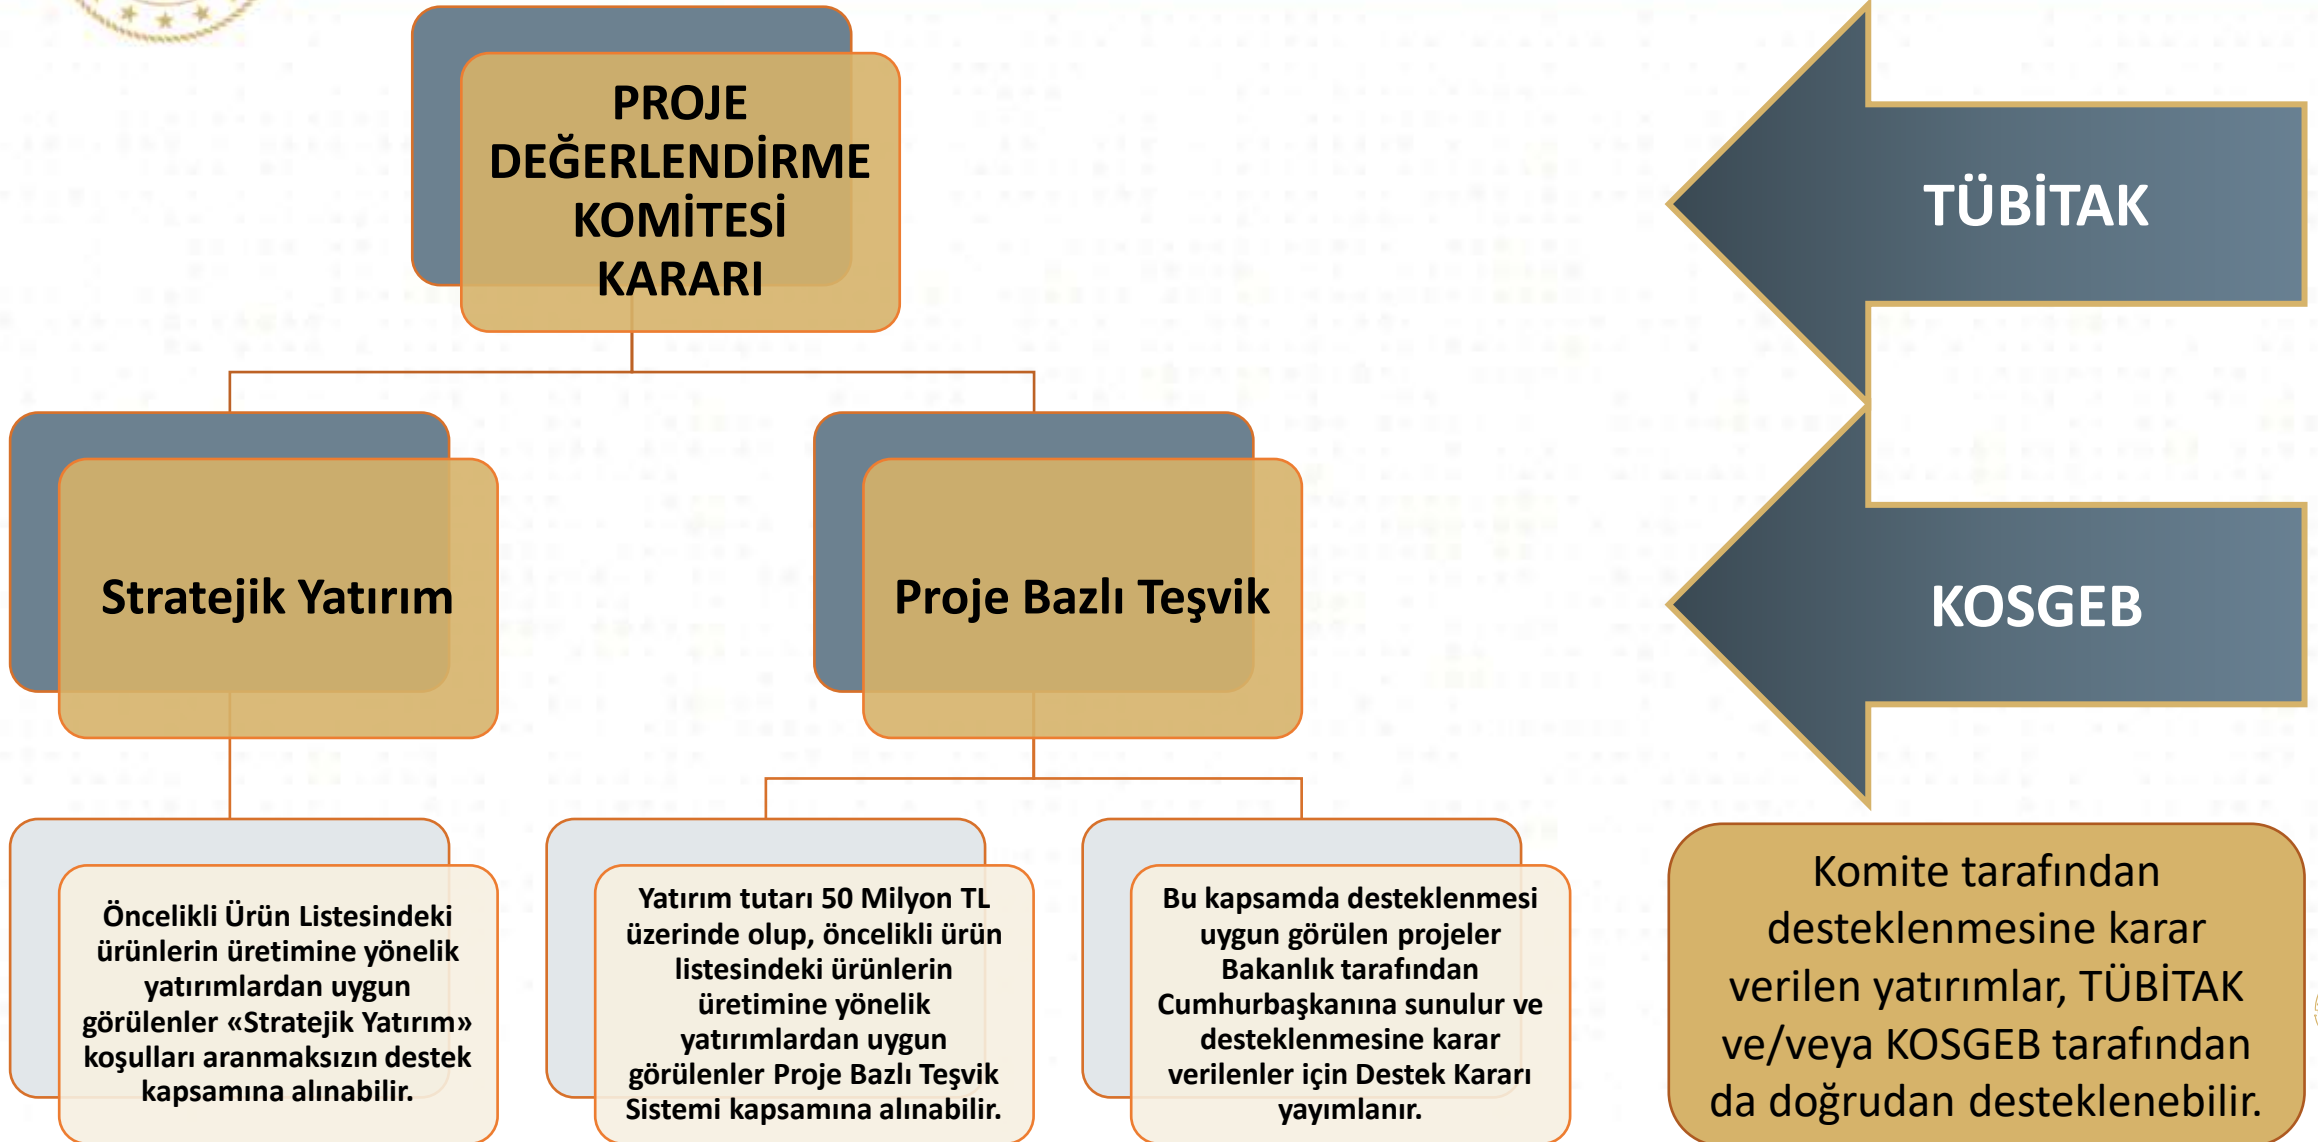 PROJE
DEĞERLENDİRME
KOMİTESİ
KARARI
Stratejik Yatırım
Proje Bazlı Teşvik
Öncelikli Ürün Listesindeki
ürünlerin üretimine yönelik
yatırımlardan uygun
görülenler «Stratejik Yatırım»
koşulları aranmaksızın destek
kapsamına alınabilir.
Yatırım tutarı 50 Milyon TL
üzerinde olup, öncelikli ürün
listesindeki ürünlerin
üretimine yönelik
yatırımlardan uygun
görülenler Proje Bazlı Teşvik
Sistemi kapsamına alınabilir.
Bu kapsamda desteklenmesi
uygun görülen projeler
Bakanlık tarafından
Cumhurbaşkanına sunulur ve
desteklenmesine karar
verilenler için Destek Kararı
yayımlanır.
TÜBİTAK
KOSGEB
Komite tarafından
desteklenmesine karar
verilen yatırımlar, TÜBİTAK
ve/veya KOSGEB tarafından
da doğrudan desteklenebilir.